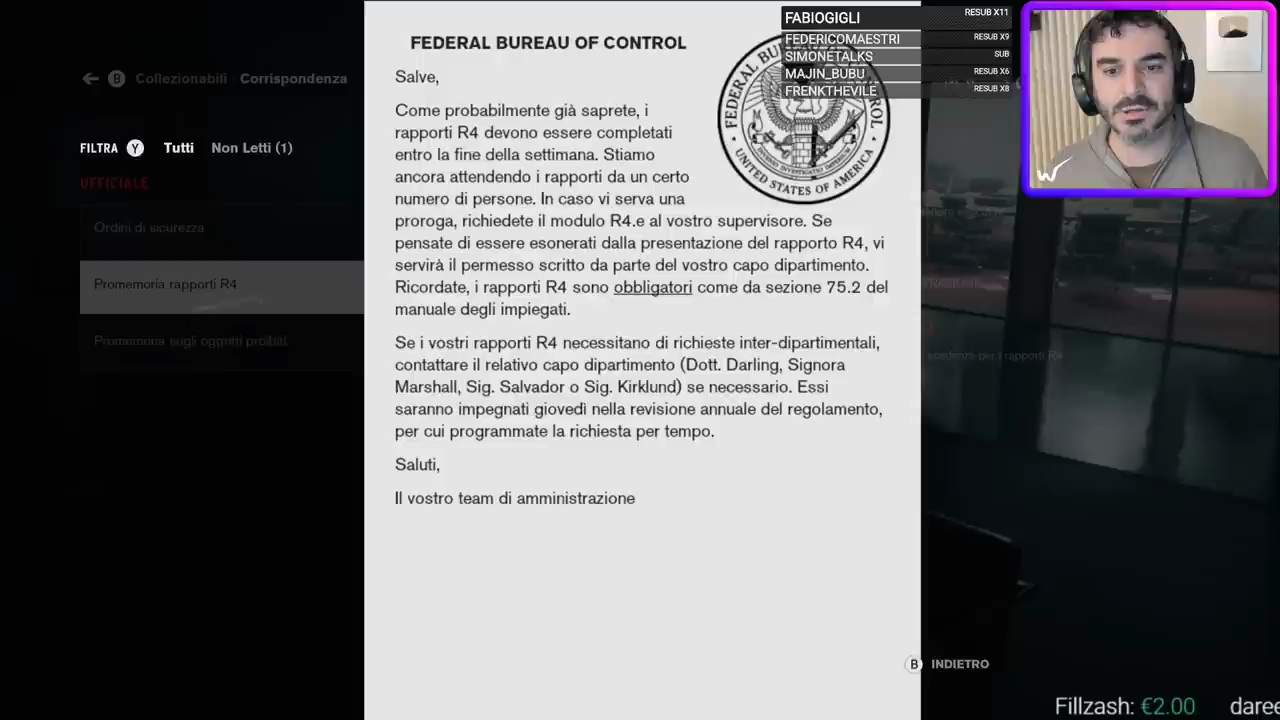 FEDERAL BUREAU OF CONTROL
Salve,
Come probabilmente già saprete, i
rapporti R4 devono essere completati
entro la fine della settimana. Stiamo
ancora attendendo i rapporti da un certo
numero di persone. In caso vi serva una
proroga, richiedete il modulo R4.e al vostro supervisore. Se
pensate di essere esonerati dalla presentazione del rapporto R4, vi
servirà il permesso scritto da parte del vostro capo dipartimento.
Ricordate, i rapporti R4 sono obbligatori come da sezione 75.2 del
manuale degli impiegati.
Se i vostri rapporti R4 necessitano di richieste inter-dipartimentali,
contattare il relativo capo dipartimento (Dott. Darling, Signora
Marshall, Sig. Salvador o Sig. Kirklund) se necessario. Essi
saranno impegnati giovedì nella revisione annuale del regolamento,
per cui programmate la richiesta per tempo.
Saluti,
Il vostro team di amministrazione
B Collezionabili Corrispondenza
FILTRA Y Tutti Non Letti (1)
UFFICIALE
Ordini di sicurezza
Promemoria rapporti R4
Promemoria sugli oggetti proibiti
UNITED STATES OF AMERICA
FABIOGIGLI RESUB X11
FEDERICOMAESTRI RESUB X9
SIMONETALKS SUB
MAJIN_BUBU RESUB X6
FRENKTHEVILE RESUB X8
per i rapporti R4
B INDIETRO
Fillzash: €2.00 daree